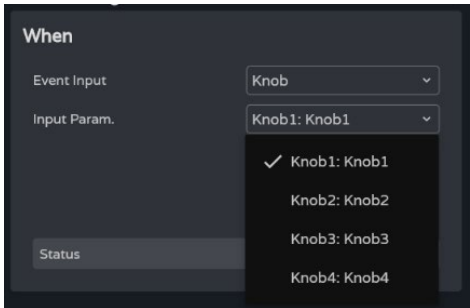 When
Event Input
Knob
Input Param.
Knob1: Knob1
Knob1: Knob1
Knob2: Knob2
Knob3: Knob3
Status
Knob4: Knob4